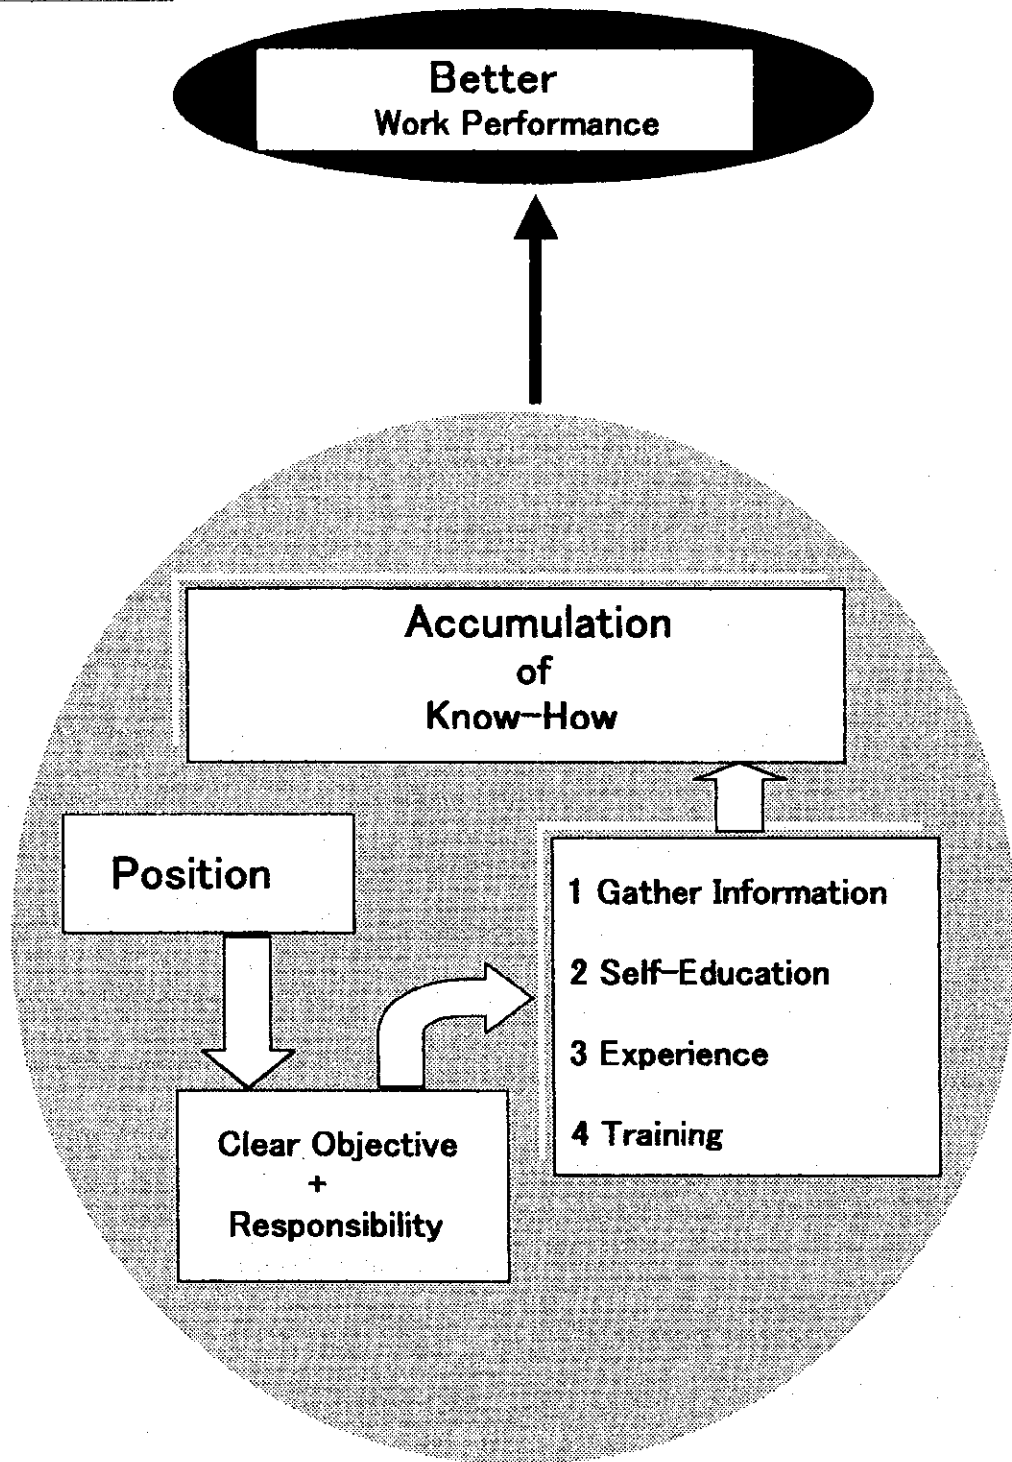 Better
Work Performance
Accumulation
of
Know-How
Position
1 Gather Information
2 Self-Education
3 Experience
4 Training
Clear Objective
+
Responsibility